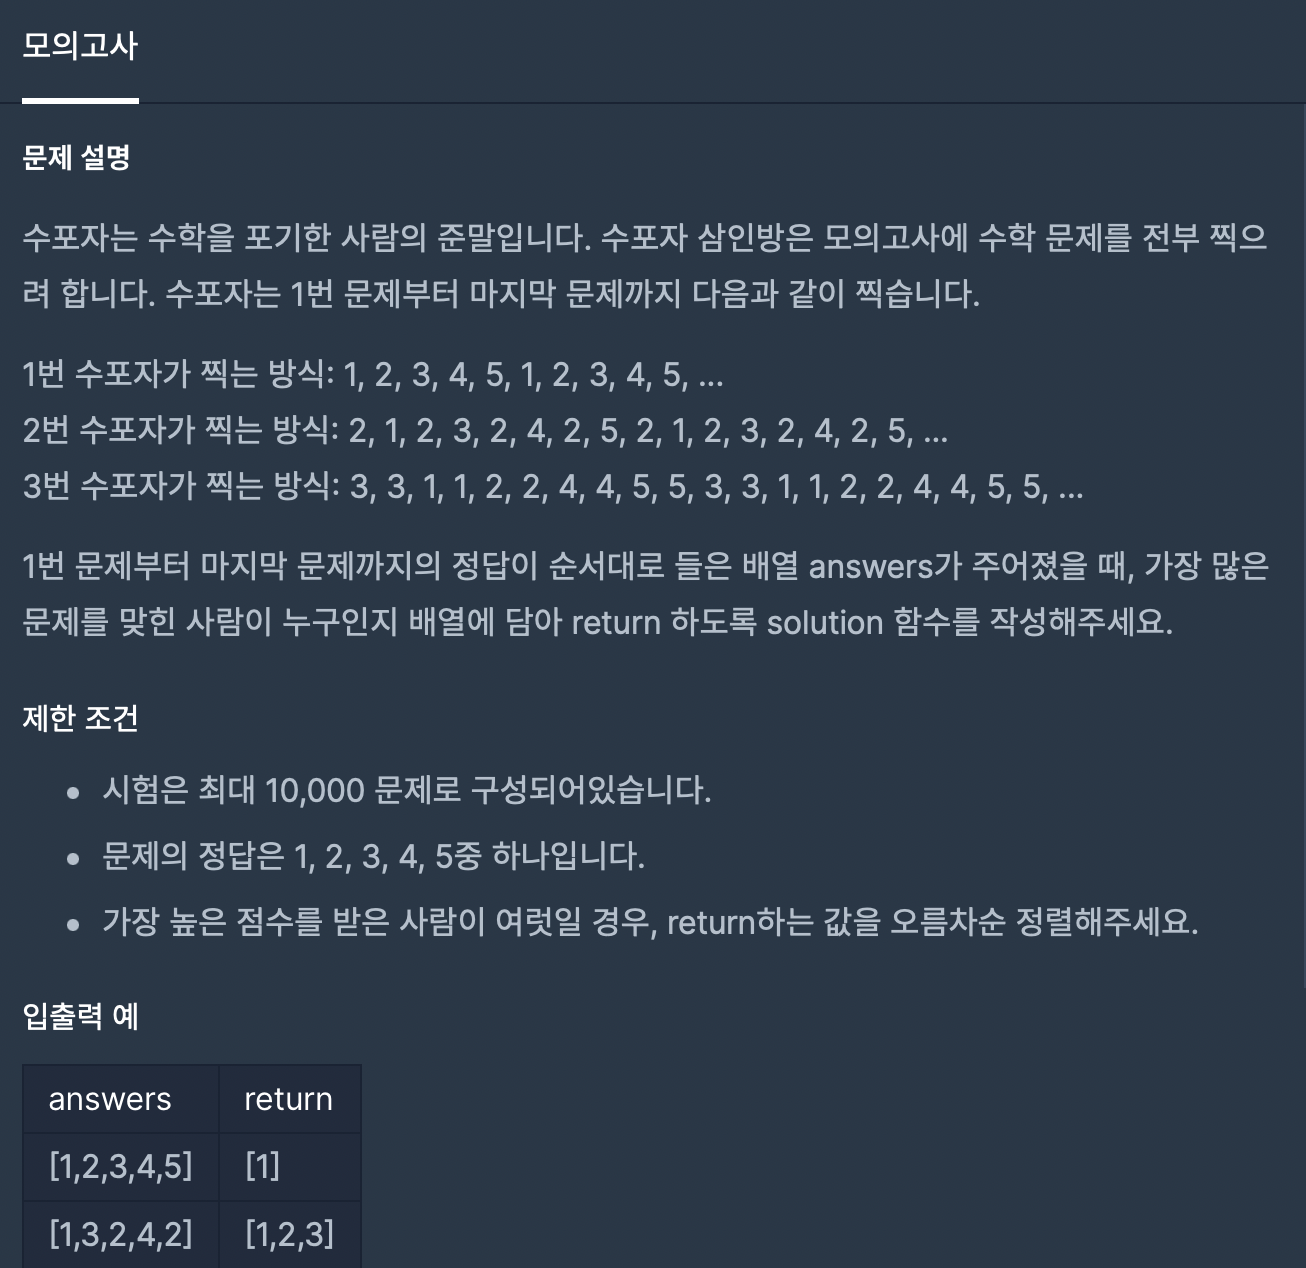 모의고사
문제 설명
수포자는 수학을 포기한 사람의 준말입니다. 수포자 삼인방은 모의고사에 수학 문제를 전부 찍으
려 합니다. 수포자는 1번 문제부터 마지막 문제까지 다음과 같이 찍습니다.
1번 수포자가 찍는 방식: 1, 2, 3, 4, 5, 1, 2, 3, 4, 5, ...
2번 수포자가 찍는 방식: 2, 1, 2, 3, 2, 4, 2, 5, 2, 1, 2, 3, 2, 4, 2, 5, ...
3번 수포자가 찍는 방식: 3, 3, 1, 1, 2, 2, 4, 4, 5, 5, 3, 3, 1, 1, 2, 2, 4, 4, 5, 5, ...
1번 문제부터 마지막 문제까지의 정답이 순서대로 들은 배열 answers가 주어졌을 때, 가장 많은
문제를 맞힌 사람이 누구인지 배열에 담아 return 하도록 solution 함수를 작성해주세요.
제한 조건
• 시험은 최대 10,000 문제로 구성되어있습니다.
• 문제의 정답은 1, 2, 3, 4, 5중 하나입니다.
• 가장 높은 점수를 받은 사람이 여럿일 경우, return하는 값을 오름차순 정렬해주세요.
입출력 예
answers return
[1,2,3,4,5] [1]
[1,3,2,4,2] [1,2,3]